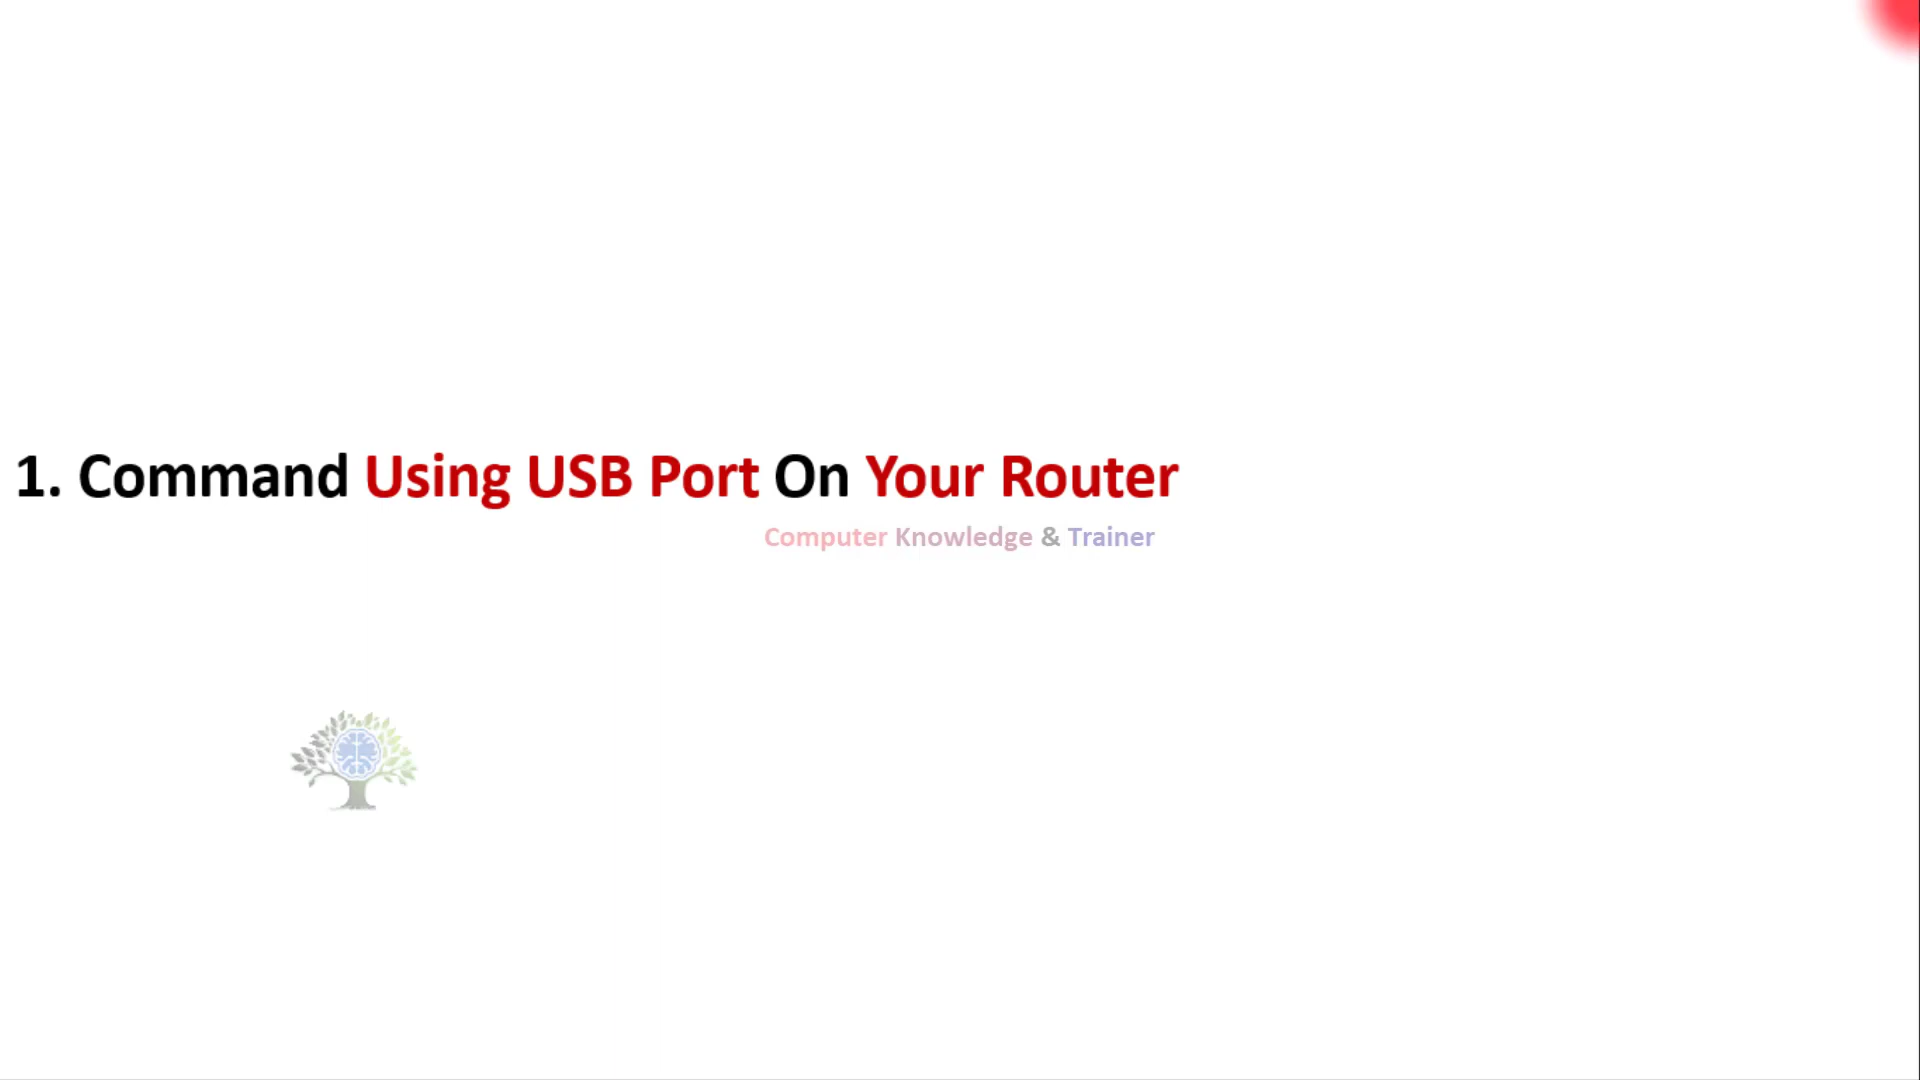 1. Command Using USB Port On Your Router
Computer Knowledge & Trainer